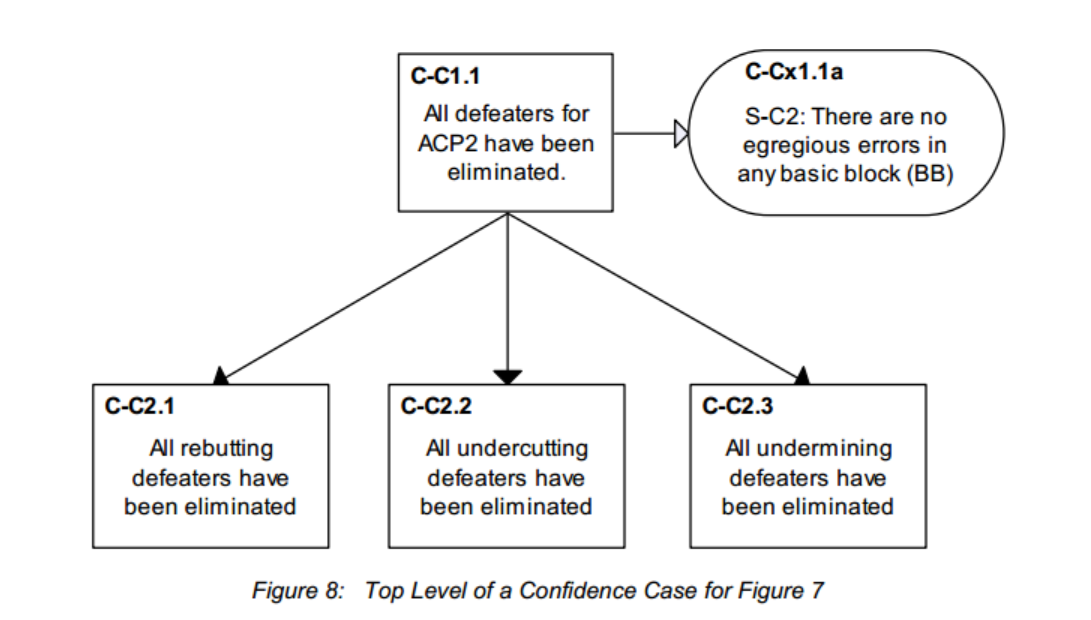 C-C1.1
All defeaters for
ACP2 have been
eliminated.
C-Cx1.1a
S-C2: There are no
egregious errors in
any basic block (BB)
C-C2.1
All rebutting
defeaters have
been eliminated
C-C2.2
All undercutting
defeaters have
been eliminated
C-C2.3
All undermining
defeaters have
been eliminated
Figure 8: Top Level of a Confidence Case for Figure 7